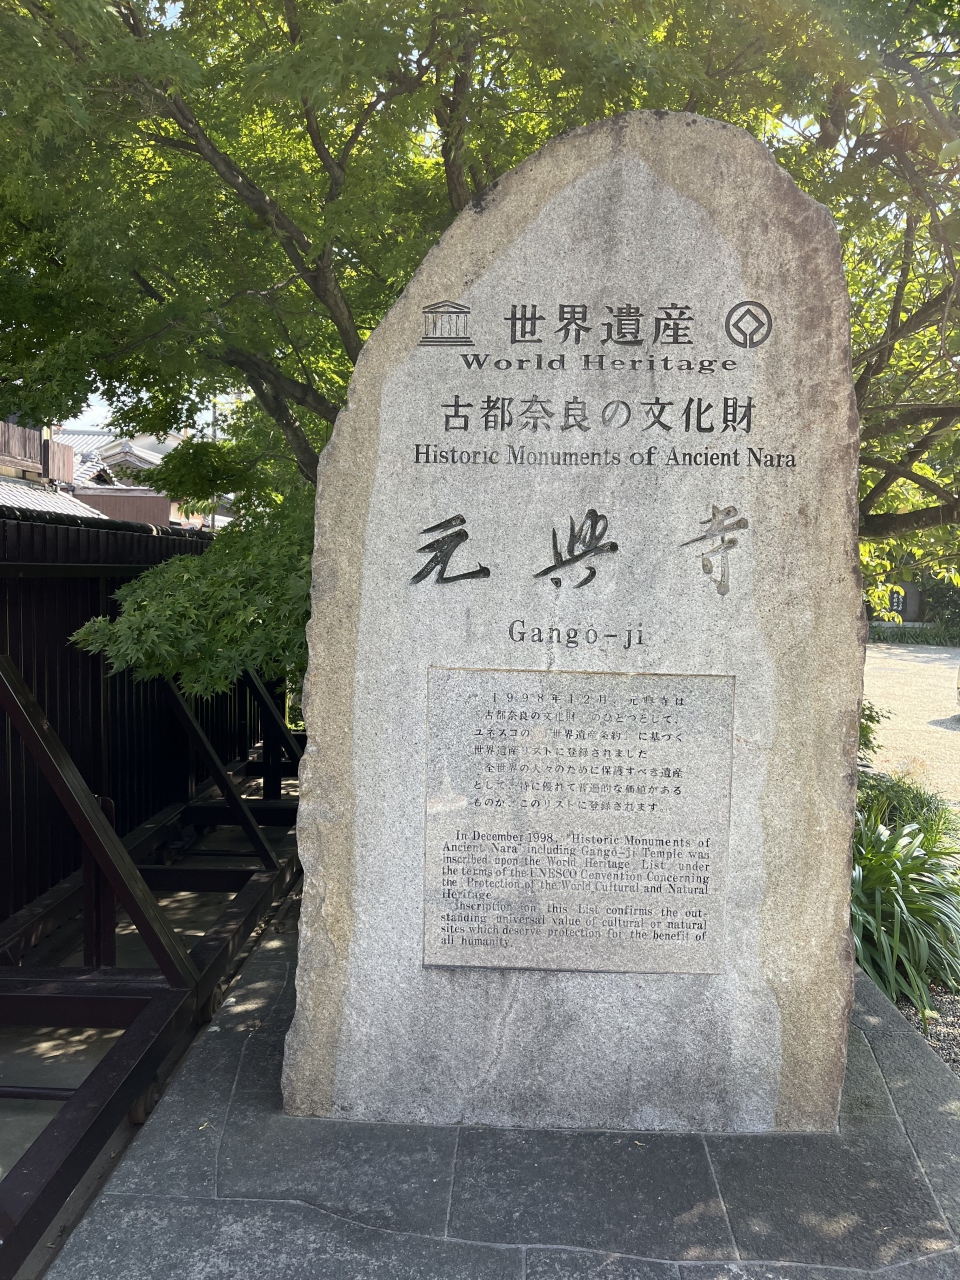 UNESCO
世界遺産
World Heritage
古都奈良の文化財
Historic Monuments of Ancient Nara
元興寺
Gangō-ji
1998年12月、元興寺は
「古都奈良の文化財」のひとつとして、
ユネスコの「世界遺産条約」に基づく
世界遺産リストに登録されました
全世界の人々のために保護すべき遺産
として 特に優れて普遍的な価値がある
ものが このリストに登録されます。
In December 1998, "Historic Monuments of
Ancient Nara" including Gangō-ji Temple was
inscribed upon the World Heritage List under
the terms of the UNESCO Convention Concerning
the Protection of the World Cultural and Natural
Heritage.
Inscription on this List confirms the out-
standing universal value of cultural or natural
sites which deserve protection for the benefit of
all humanity.